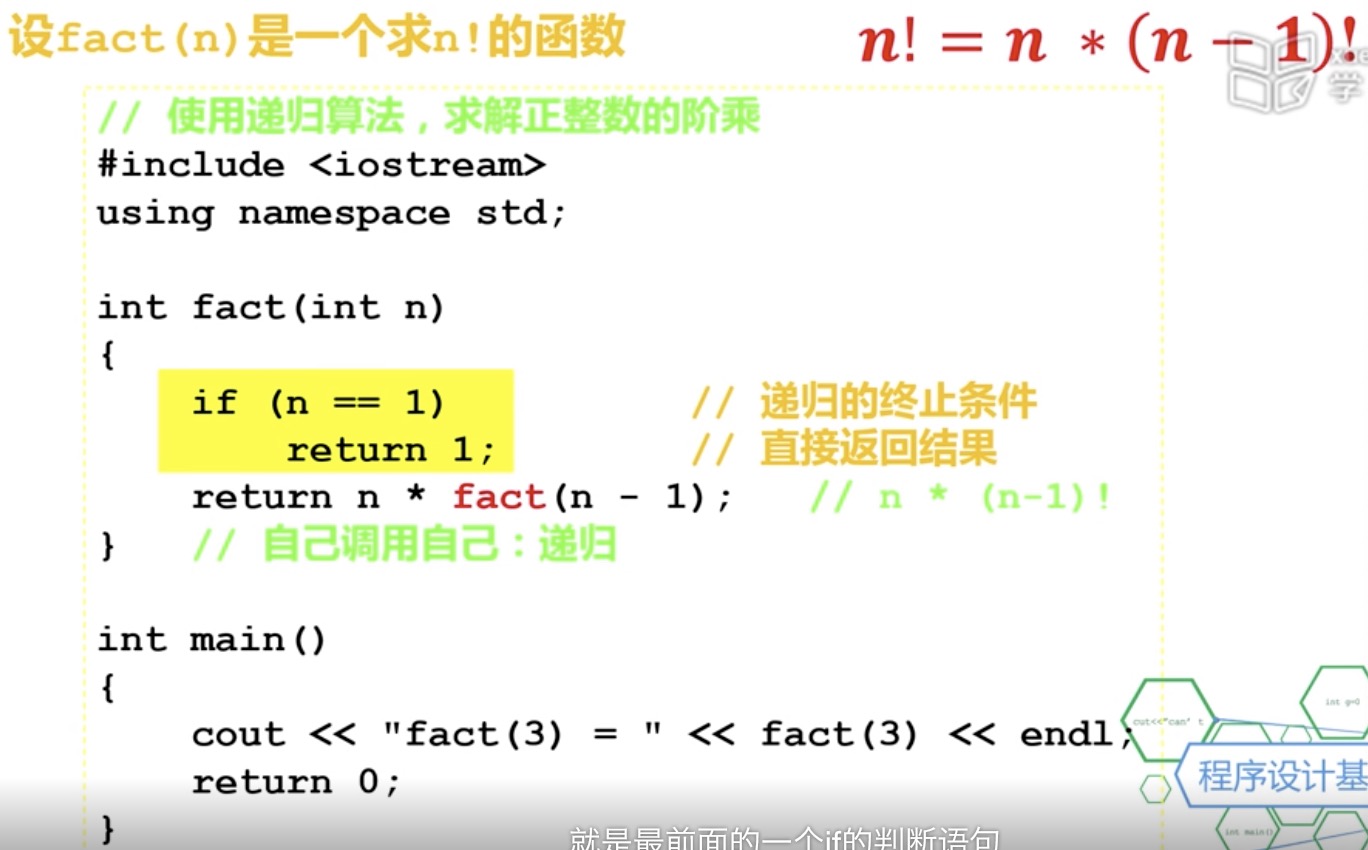 设fact(n)是一个求n!的函数
n! = n * (n − 1)!
学
// 使用递归算法，求解正整数的阶乘
#include <iostream>
using namespace std;
int fact(int n)
{
if (n == 1) // 递归的终止条件
return 1; // 直接返回结果
return n * fact(n - 1); // n * (n-1)!
} // 自己调用自己：递归
int main()
{
cout << "fact(3) = " << fact(3) << endl;
return 0;
}
cut<<"can' t
int g=0
程序设计基
int main()
就是最前面的一个if的判断语句